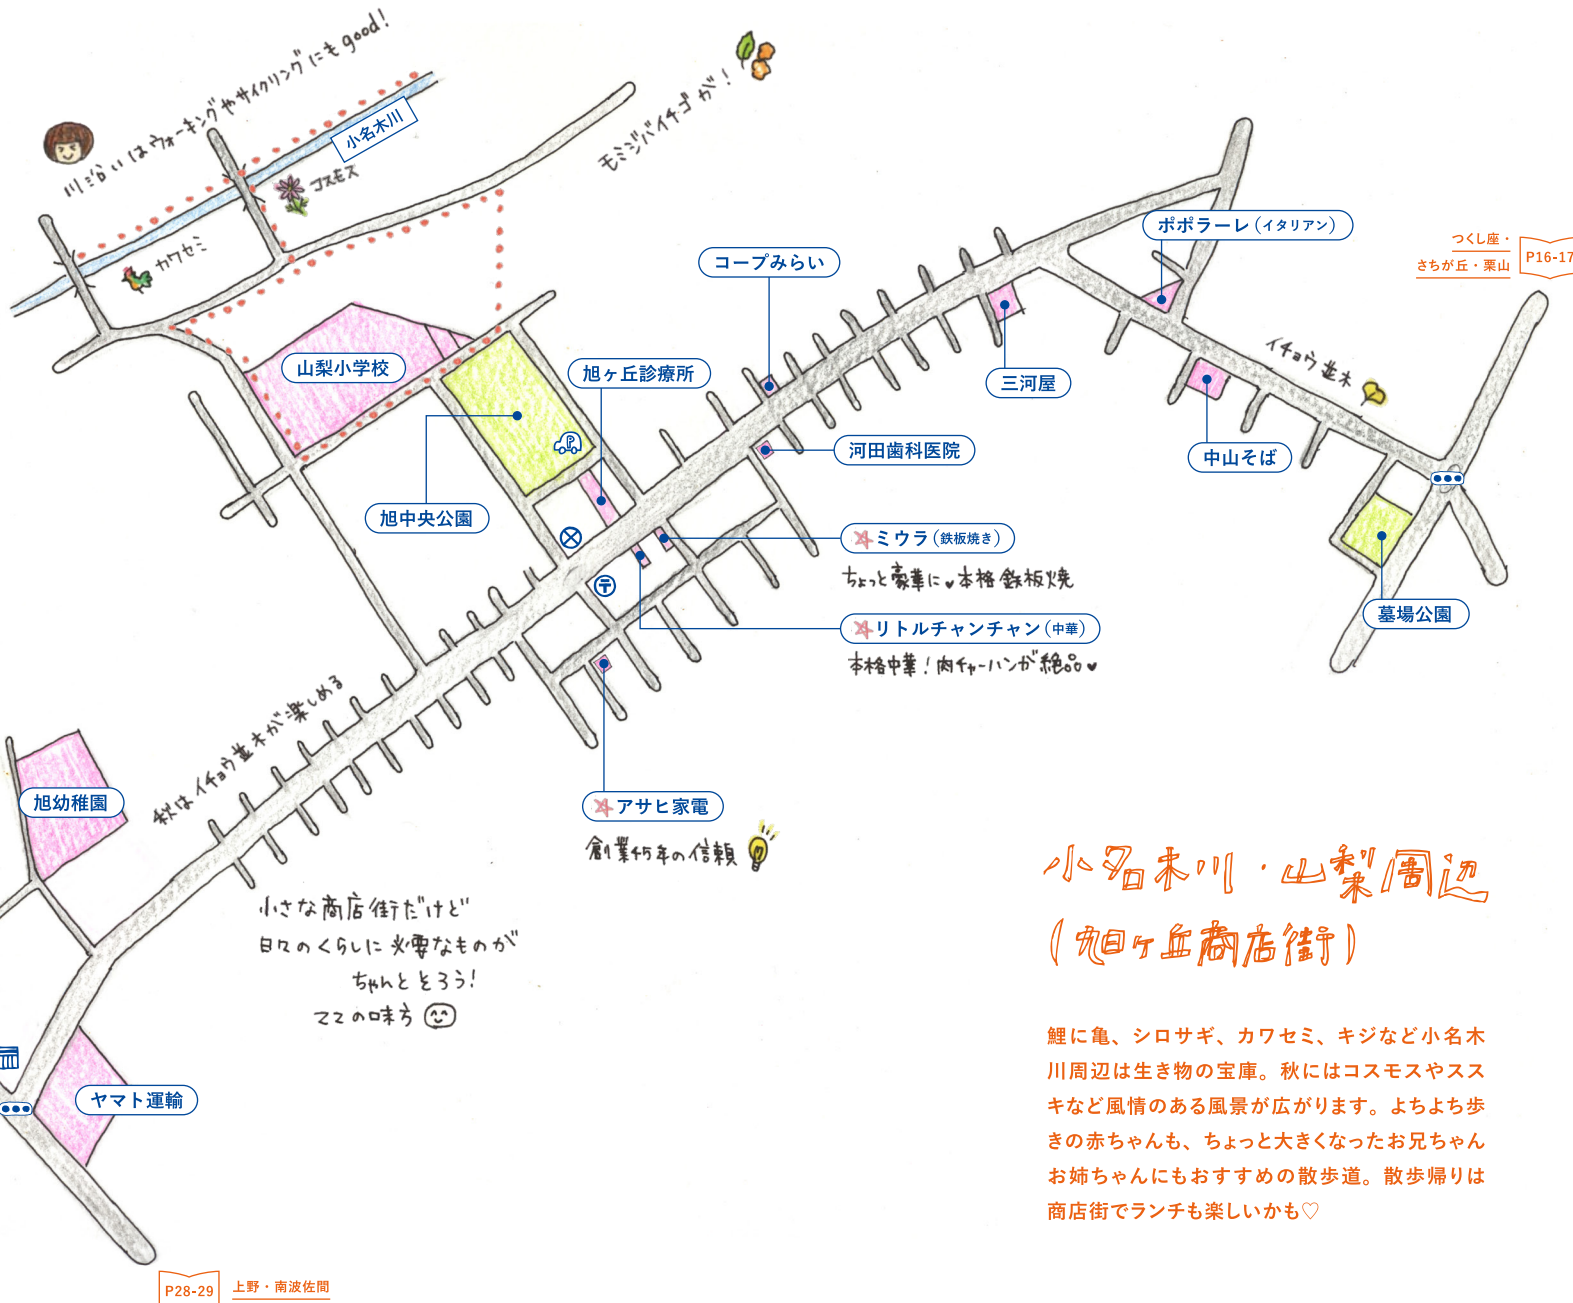 川沿いはウォーキングやサイクリングにもgood!
小名木川
コスモス
カワセミ
モミジバイチゴが!
ポポラーレ(イタリアン)
つくし座・
さちが丘・栗山
P16-17
コープみらい
山梨小学校
旭ヶ丘診療所
三河屋
イチョウ並木
河田歯科医院
中山そば
旭中央公園
P
〒
☆ミウラ(鉄板焼き)
ちょっと豪華に♥本格鉄板焼
墓場公園
☆リトルチャンチャン(中華)
本格中華!肉チャーハンが絶品♥
秋はイチョウ並木が楽しめる
旭幼稚園
☆アサヒ家電
創業45年の信頼
小さな商店街だけど
日々のくらしに必要なものが
ちゃんとそろう!
ママの味方
ヤマト運輸
小名木川・山梨周辺
(旭ヶ丘商店街)
鯉に亀、シロサギ、カワセミ、キジなど小名木
川周辺は生き物の宝庫。秋にはコスモスやスス
キなど風情のある風景が広がります。よちよち歩
きの赤ちゃんも、ちょっと大きくなったお兄ちゃん
お姉ちゃんにもおすすめの散歩道。散歩帰りは
商店街でランチも楽しいかも♡
P28-29
上野・南波佐間